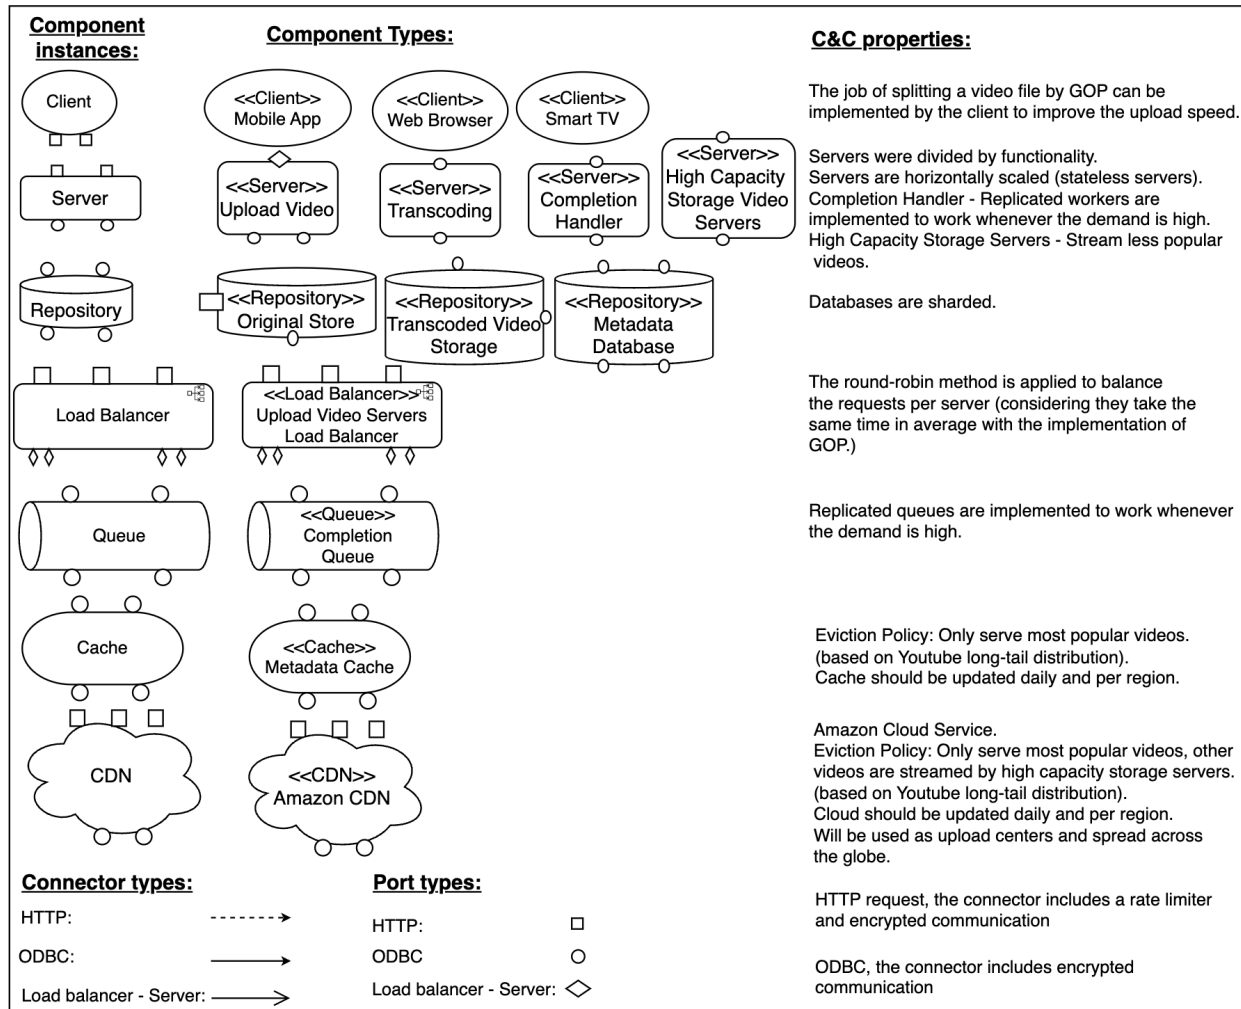 Component
instances:
Component Types:
C&C properties:
Client
<<Client>>
Mobile App
<<Client>>
Web Browser
<<Client>>
Smart TV
The job of splitting a video file by GOP can be
implemented by the client to improve the upload speed.
Server
<<Server>>
Upload Video
<<Server>>
Transcoding
<<Server>>
Completion
Handler
<<Server>>
High Capacity
Storage Video
Servers
Servers were divided by functionality.
Servers are horizontally scaled (stateless servers).
Completion Handler - Replicated workers are
implemented to work whenever the demand is high.
High Capacity Storage Servers - Stream less popular
videos.
Repository
<<Repository>>
Original Store
<<Repository>>
Transcoded Video
Storage
<<Repository>>
Metadata
Database
Databases are sharded.
Load Balancer
<<Load Balancer>>
Upload Video Servers
Load Balancer
The round-robin method is applied to balance
the requests per server (considering they take the
same time in average with the implementation of
GOP.)
Queue
<<Queue>>
Completion
Queue
Replicated queues are implemented to work whenever
the demand is high.
Cache
<<Cache>>
Metadata Cache
Eviction Policy: Only serve most popular videos.
(based on Youtube long-tail distribution).
Cache should be updated daily and per region.
CDN
<<CDN>>
Amazon CDN
Amazon Cloud Service.
Eviction Policy: Only serve most popular videos, other
videos are streamed by high capacity storage servers.
(based on Youtube long-tail distribution).
Cloud should be updated daily and per region.
Will be used as upload centers and spread across
the globe.
Connector types:
HTTP:
ODBC:
Load balancer - Server:
Port types:
HTTP:
ODBC
Load balancer - Server:
HTTP request, the connector includes a rate limiter
and encrypted communication
ODBC, the connector includes encrypted
communication